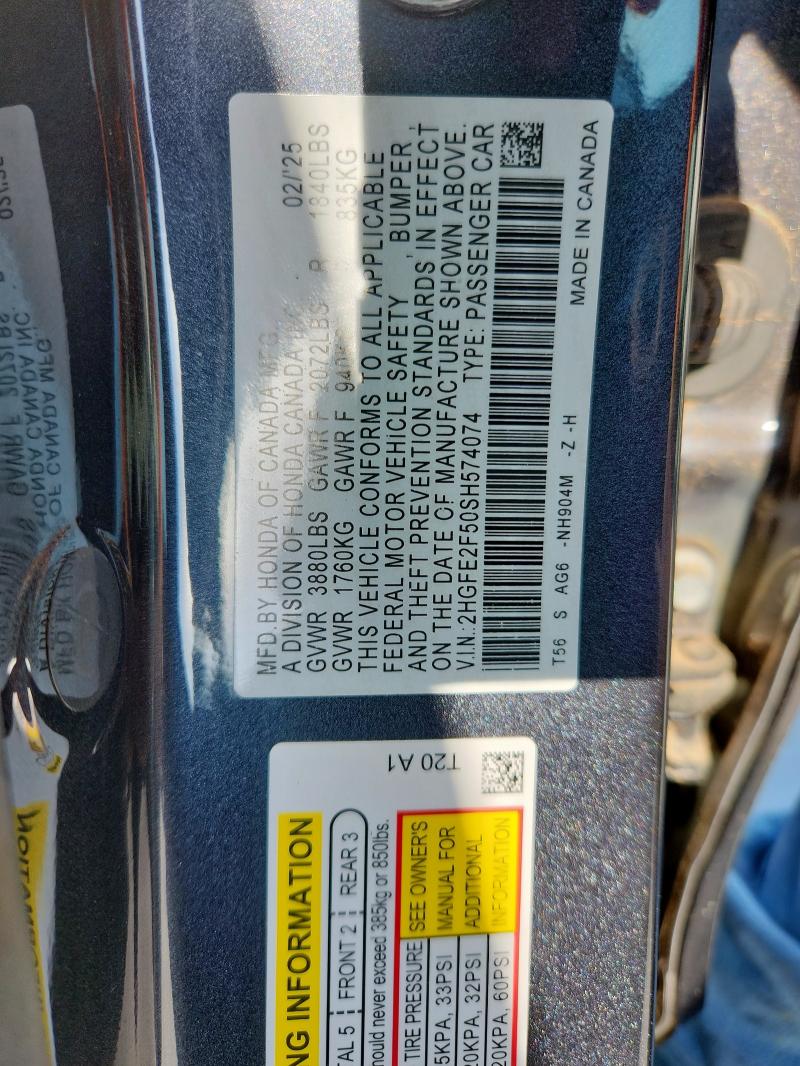 MFD.BY HONDA OF CANADA MFG.
A DIVISION OF HONDA CANADA INC. 02/'25
GVWR 3880LBS GAWR F 2072LBS R 1840LBS
GVWR 1760KG GAWR F 940KG 835KG
THIS VEHICLE CONFORMS TO ALL APPLICABLE
FEDERAL MOTOR VEHICLE SAFETY , BUMPER ,
AND THEFT PREVENTION STANDARDS IN EFFECT
ON THE DATE OF MANUFACTURE SHOWN ABOVE.
V.I.N.:2HGFE2F50SH574074 TYPE: PASSENGER CAR
T56 S AG6 -NH904M -Z -H
MADE IN CANADA
T20 A1
NG INFORMATION
TAL 5 FRONT 2 REAR 3
should never exceed 385kg or 850lbs.
TIRE PRESSURE SEE OWNER'S
5KPA, 33PSI MANUAL FOR
20KPA, 32PSI ADDITIONAL
20KPA, 60PSI INFORMATION